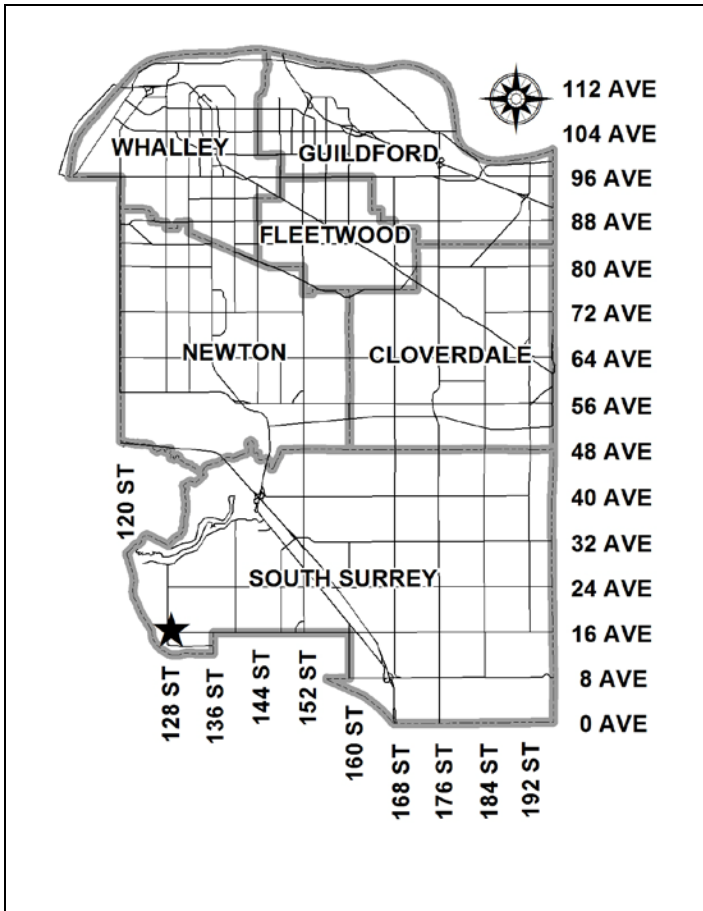 112 AVE
104 AVE
WHALLEY
GUILDFORD
96 AVE
88 AVE
FLEETWOOD
80 AVE
72 AVE
NEWTON
CLOVERDALE
64 AVE
56 AVE
48 AVE
120 ST
40 AVE
32 AVE
SOUTH SURREY
24 AVE
16 AVE
128 ST
136 ST
144 ST
152 ST
8 AVE
160 ST
0 AVE
168 ST
176 ST
184 ST
192 ST